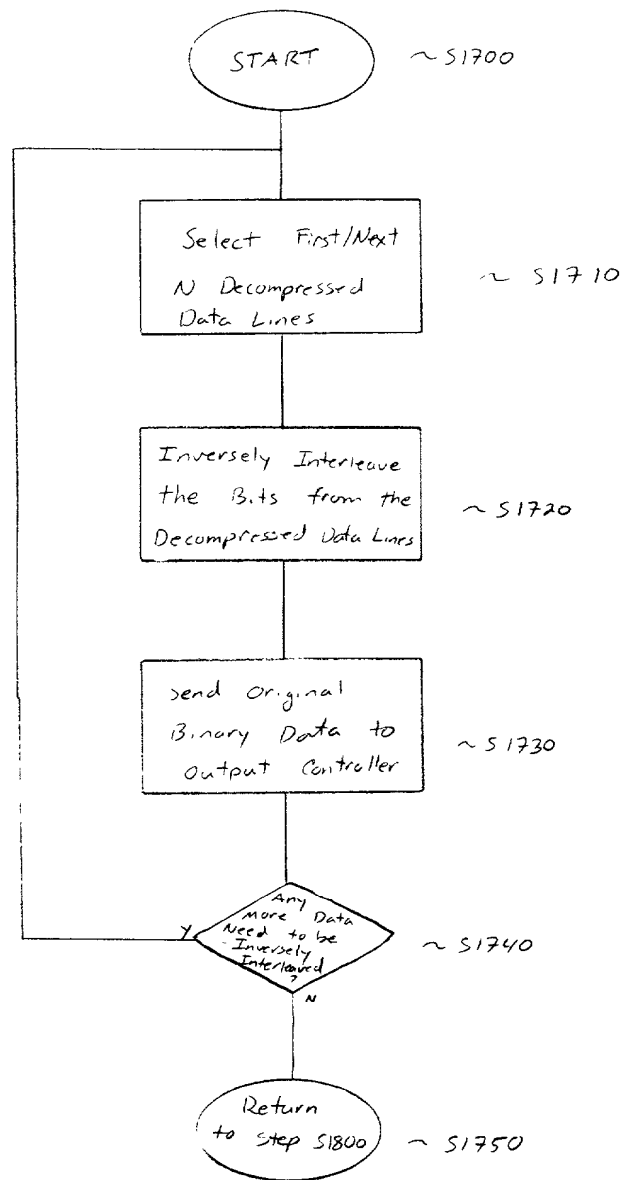 START ~ S1700
Select First/Next
N Decompressed
Data Lines
~ S1710
Inversely Interleave
the Bits from the
Decompressed Data Lines
~ S1720
Send Original
Binary Data to
Output Controller
~ S1730
Any
More Data
Need to be
Inversely
Interleaved
?
Y
~ S1740
N
Return
to Step S1800
~ S1750